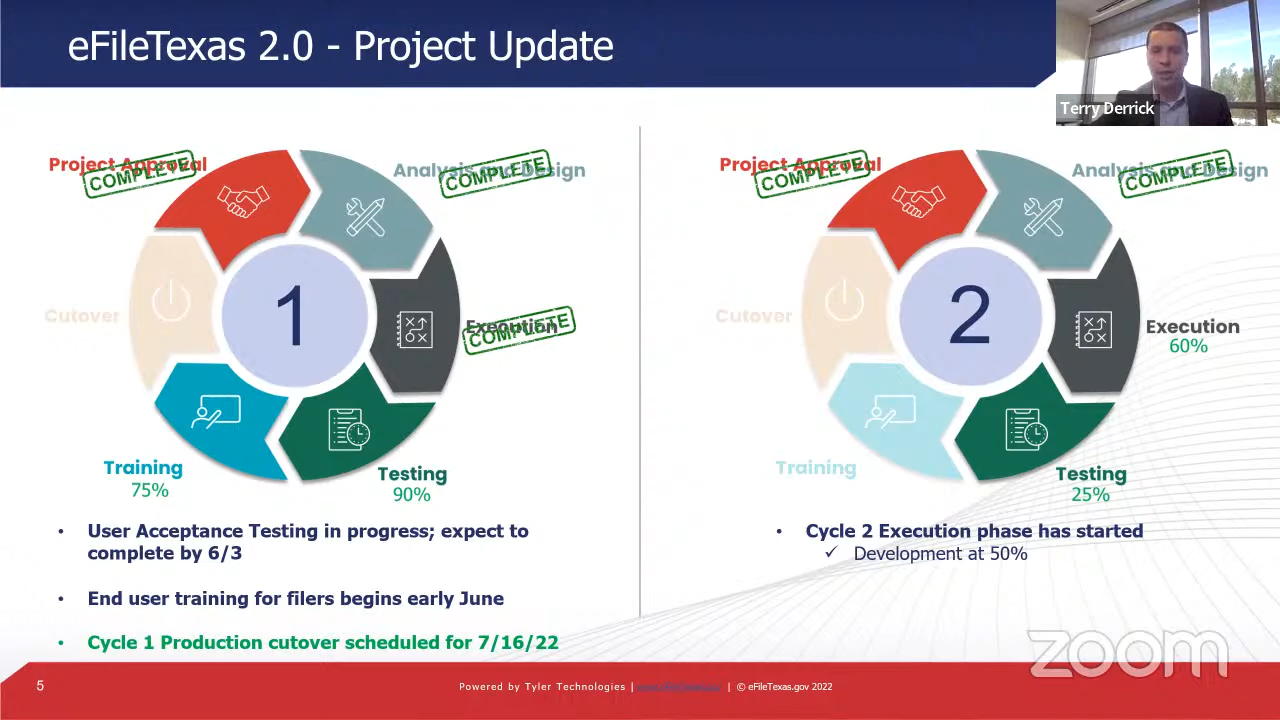 eFileTexas 2.0 - Project Update
Terry Derrick
Project Approval
COMPLETE
Analysis and Design
COMPLETE
Cutover
1
Execution
COMPLETE
Training
75%
Testing
90%
• User Acceptance Testing in progress; expect to
complete by 6/3
• End user training for filers begins early June
• Cycle 1 Production cutover scheduled for 7/16/22
Project Approval
COMPLETE
Analysis and Design
COMPLETE
Cutover
2
Execution
60%
Training
Testing
25%
• Cycle 2 Execution phase has started
✓ Development at 50%
zoom
5
Powered by Tyler Technologies | | © eFileTexas.gov 2022